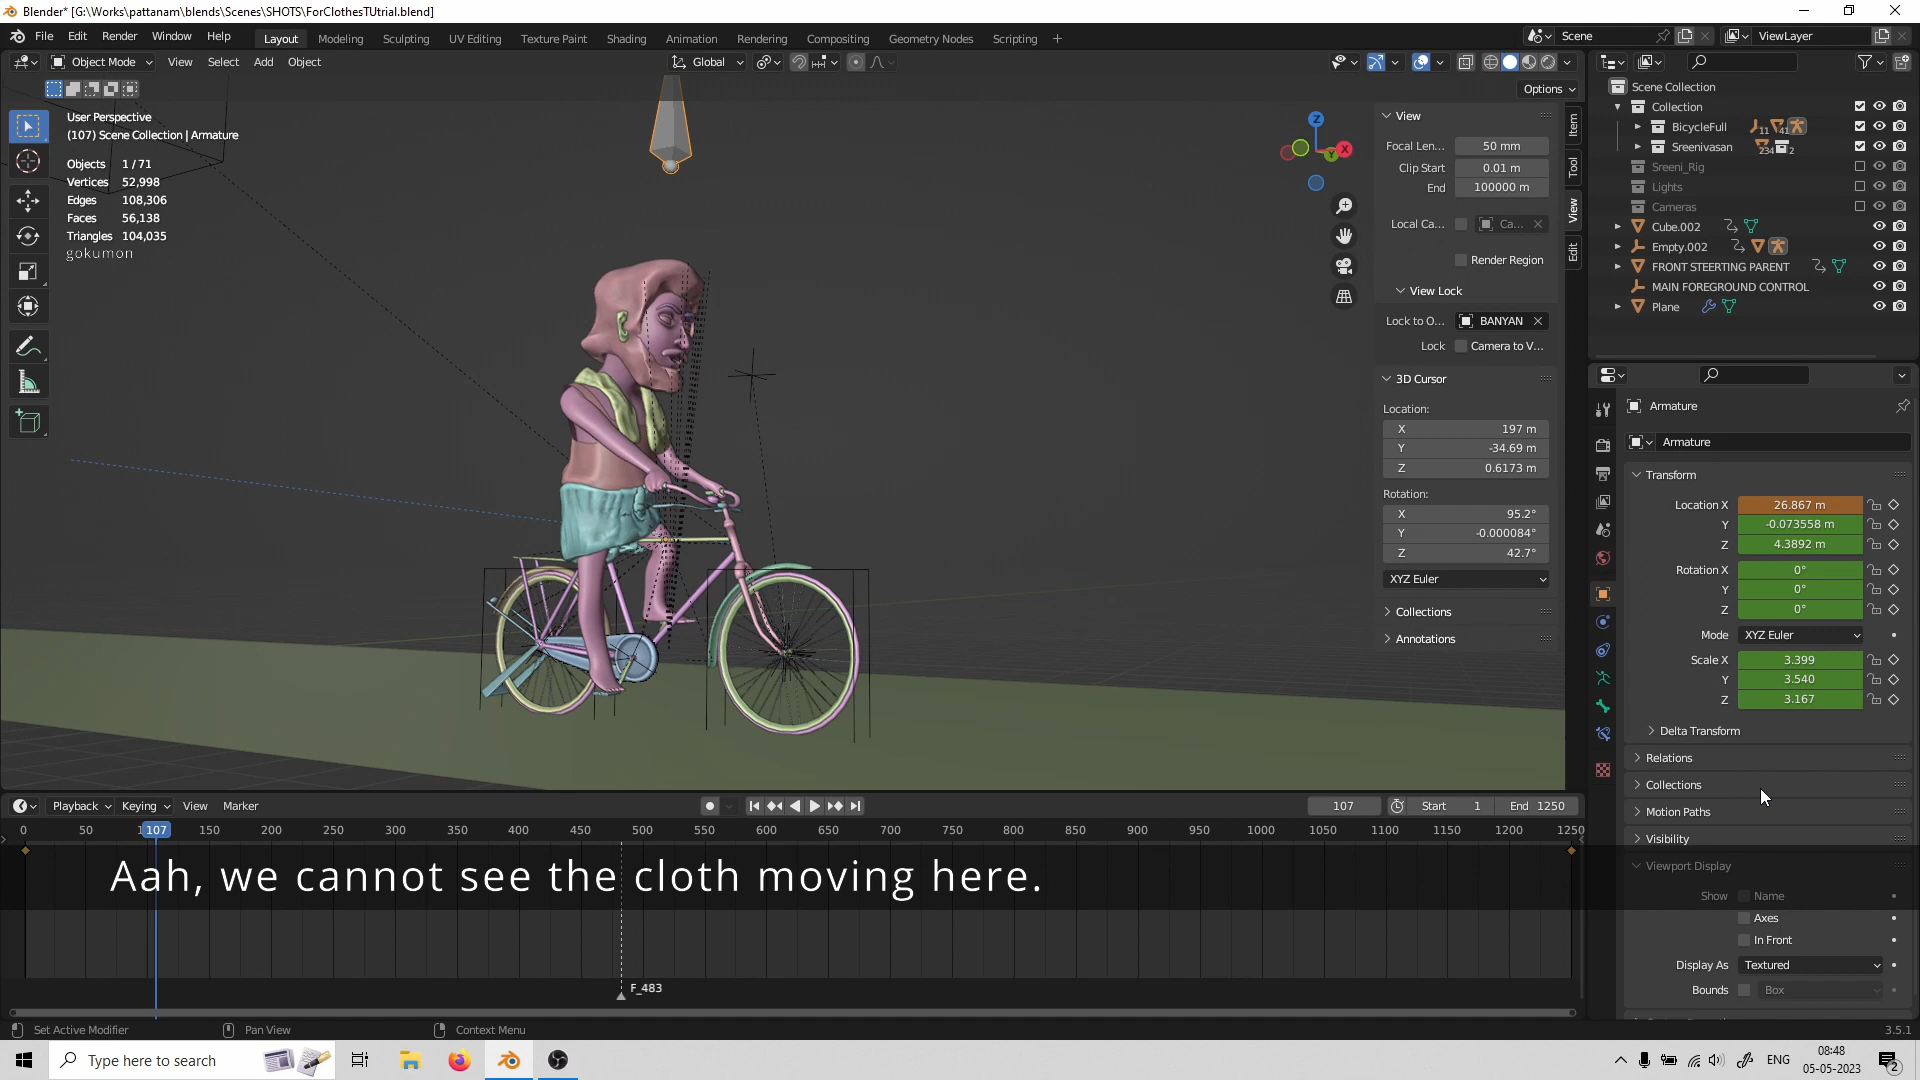 Blender* [G:\Works\pattanam\blends\Scenes\SHOTS\ForClothesTUtrial.blend]
File Edit Render Window Help Layout Modeling Sculpting UV Editing Texture Paint Shading Animation Rendering Compositing Geometry Nodes Scripting + Scene ViewLayer
Object Mode View Select Add Object Global
Options
User Perspective
(107) Scene Collection | Armature
Objects 1 / 71
Vertices 52,998
Edges 108,306
Faces 56,138
Triangles 104,035
gokumon
Z
X
Y
View
Focal Len... 50 mm
Clip Start 0.01 m
End 100000 m
Local Ca... Ca...
Render Region
View Lock
Lock to O... BANYAN
Lock Camera to V...
3D Cursor
Location:
X 197 m
Y -34.69 m
Z 0.6173 m
Rotation:
X 95.2°
Y -0.000084°
Z 42.7°
XYZ Euler
Collections
Annotations
Item
Tool
View
Edit
Scene Collection
Collection
BicycleFull 11 41
Sreenivasan 234 2
Sreeni_Rig
Lights
Cameras
Cube.002
Empty.002
FRONT STEERTING PARENT
MAIN FOREGROUND CONTROL
Plane
Armature
Armature
Transform
Location X 26.867 m
Y -0.073558 m
Z 4.3892 m
Rotation X 0°
Y 0°
Z 0°
Mode XYZ Euler
Scale X 3.399
Y 3.540
Z 3.167
Delta Transform
Relations
Collections
Motion Paths
Visibility
Viewport Display
Show Name
Axes
In Front
Display As Textured
Bounds Box
Playback Keying View Marker 107 Start 1 End 1250
0 50 107 150 200 250 300 350 400 450 500 550 600 650 700 750 800 850 900 950 1000 1050 1100 1150 1200 1250
Aah, we cannot see the cloth moving here.
F_483
Set Active Modifier Pan View Context Menu 3.5.1
Type here to search ENG 08:48
05-05-2023 2